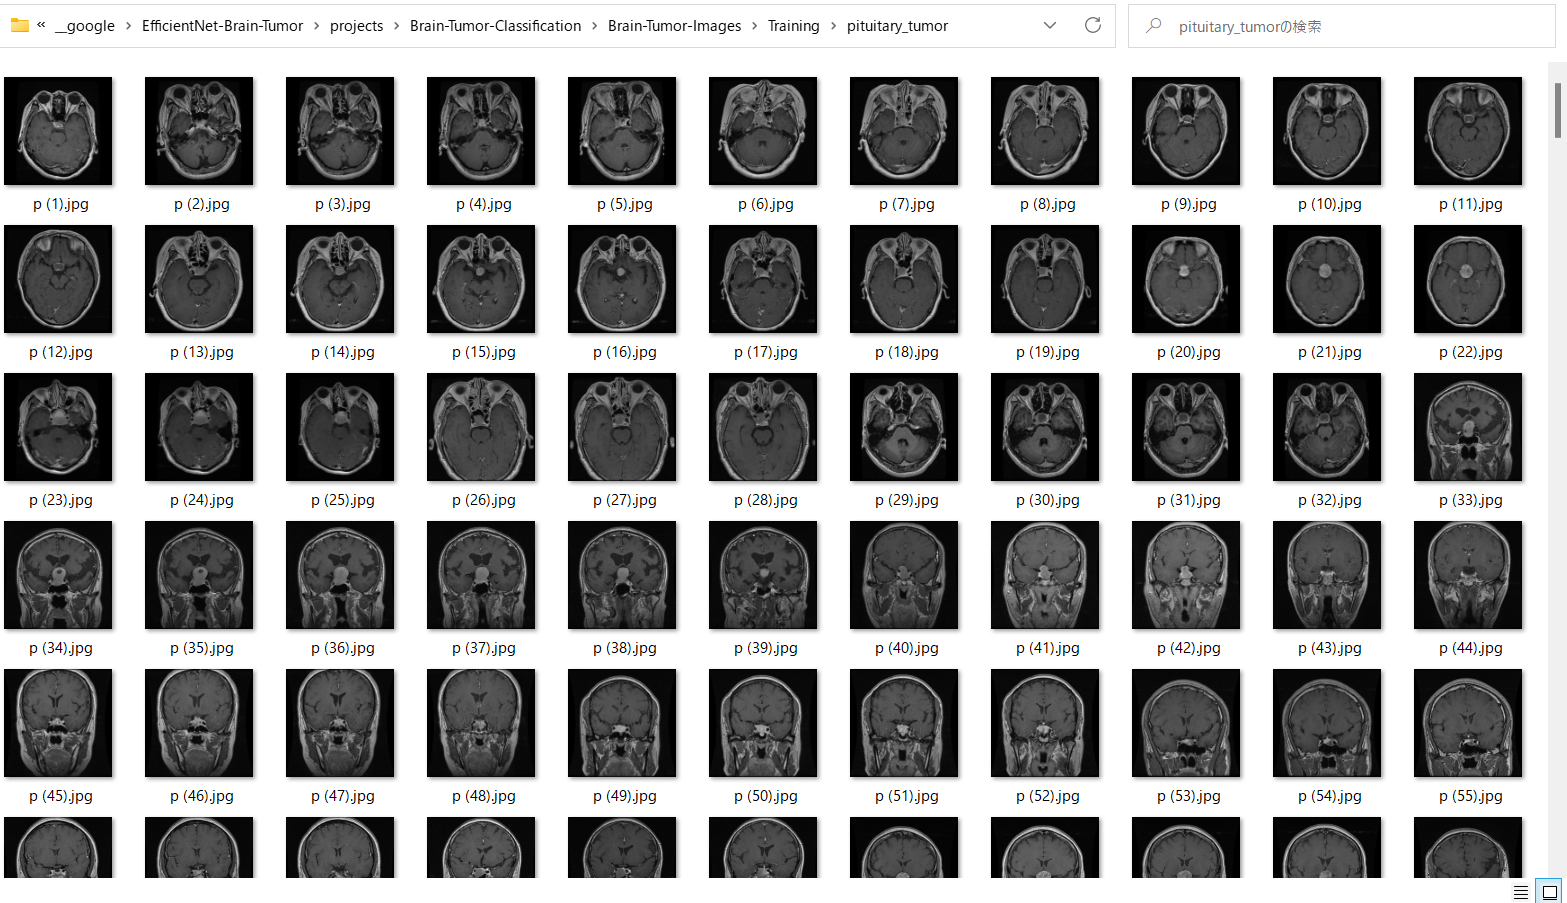 « __google › EfficientNet-Brain-Tumor › projects › Brain-Tumor-Classification › Brain-Tumor-Images › Training › pituitary_tumor
pituitary_tumorの検索
p (1).jpg p (2).jpg p (3).jpg p (4).jpg p (5).jpg p (6).jpg p (7).jpg p (8).jpg p (9).jpg p (10).jpg p (11).jpg
p (12).jpg p (13).jpg p (14).jpg p (15).jpg p (16).jpg p (17).jpg p (18).jpg p (19).jpg p (20).jpg p (21).jpg p (22).jpg
p (23).jpg p (24).jpg p (25).jpg p (26).jpg p (27).jpg p (28).jpg p (29).jpg p (30).jpg p (31).jpg p (32).jpg p (33).jpg
p (34).jpg p (35).jpg p (36).jpg p (37).jpg p (38).jpg p (39).jpg p (40).jpg p (41).jpg p (42).jpg p (43).jpg p (44).jpg
p (45).jpg p (46).jpg p (47).jpg p (48).jpg p (49).jpg p (50).jpg p (51).jpg p (52).jpg p (53).jpg p (54).jpg p (55).jpg